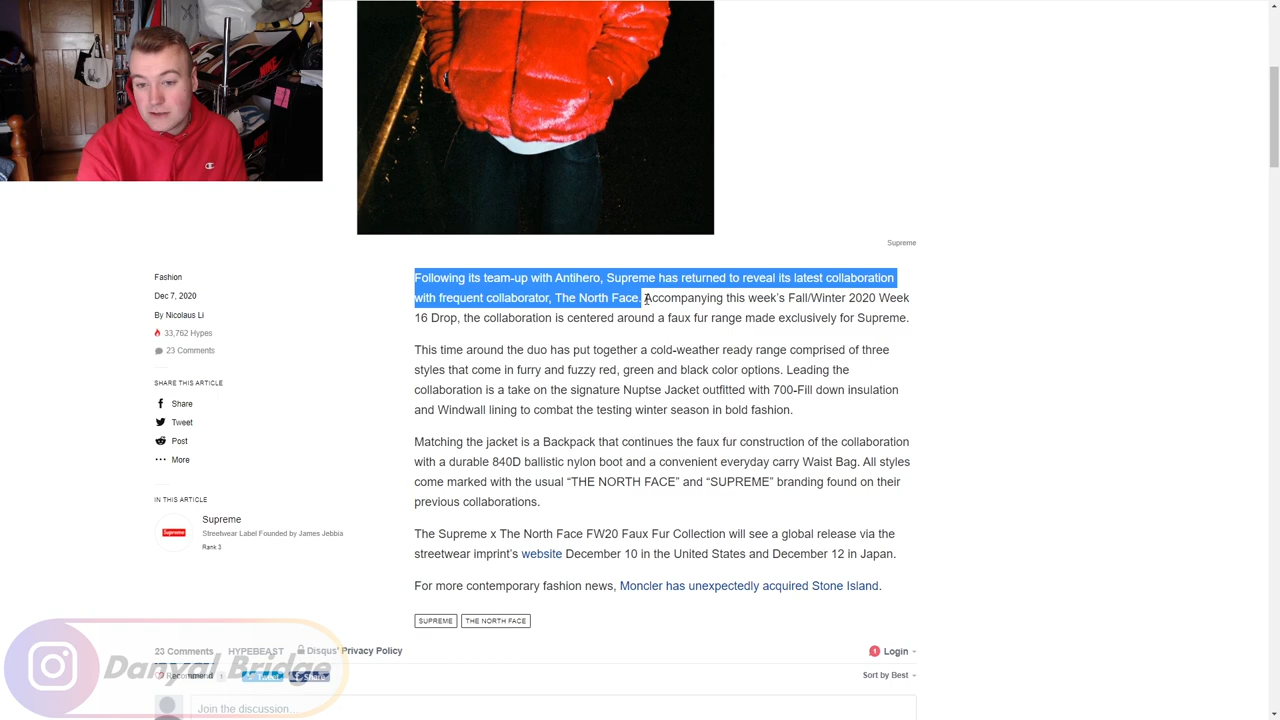 Supreme
Following its team-up with Antihero, Supreme has returned to reveal its latest collaboration
with frequent collaborator, The North Face. Accompanying this week’s Fall/Winter 2020 Week
16 Drop, the collaboration is centered around a faux fur range made exclusively for Supreme.
This time around the duo has put together a cold-weather ready range comprised of three
styles that come in furry and fuzzy red, green and black color options. Leading the
collaboration is a take on the signature Nuptse Jacket outfitted with 700-Fill down insulation
and Windwall lining to combat the testing winter season in bold fashion.
Matching the jacket is a Backpack that continues the faux fur construction of the collaboration
with a durable 840D ballistic nylon boot and a convenient everyday carry Waist Bag. All styles
come marked with the usual “THE NORTH FACE” and “SUPREME” branding found on their
previous collaborations.
The Supreme x The North Face FW20 Faux Fur Collection will see a global release via the
streetwear imprint’s website December 10 in the United States and December 12 in Japan.
For more contemporary fashion news, Moncler has unexpectedly acquired Stone Island.
SUPREME THE NORTH FACE
Fashion
Dec 7, 2020
By Nicolaus Li
33,762 Hypes
23 Comments
SHARE THIS ARTICLE
Share
Tweet
Post
More
IN THIS ARTICLE
Supreme
Supreme
Streetwear Label Founded by James Jebbia
Rank 3
23 Comments HYPEBEAST Disqus' Privacy Policy 1 Login
Danyal Bridge
Recommend 1 Tweet Share Sort by Best
Join the discussion...